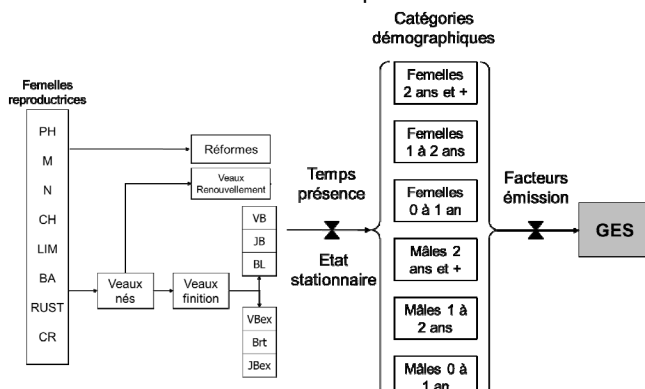 Catégories
démographiques
Femelles
reproductrices
PH
M
N
CH
LIM
BA
RUST
CR
Réformes
Veaux
Renouvellement
Veaux
nés
Veaux
finition
VB
JB
BL
VBex
Brt
JBex
Temps
présence
Etat
stationnaire
Femelles
2 ans et +
Femelles
1 à 2 ans
Femelles
0 à 1 an
Mâles 2
ans et +
Mâles 1 à
2 ans
Mâles 0 à
1 an
Facteurs
émission
GES